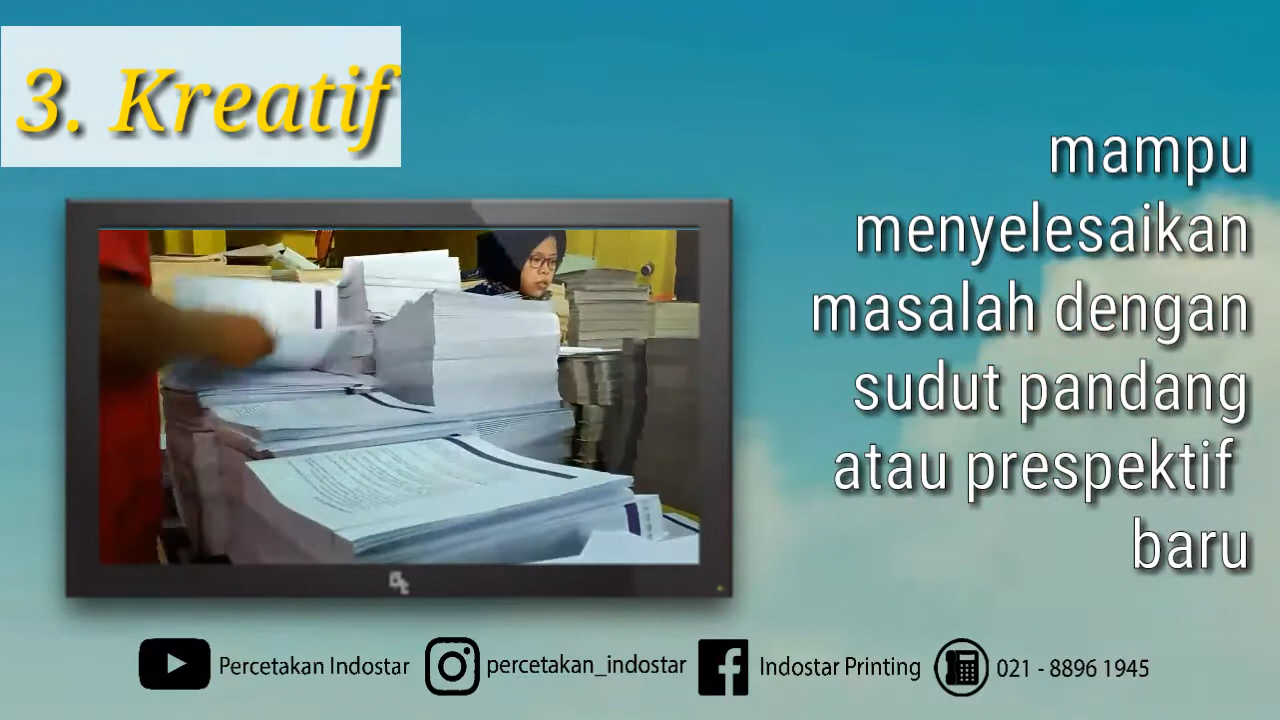 3. Kreatif
mampu
menyelesaikan
masalah dengan
sudut pandang
atau prespektif
baru
Percetakan Indostar
percetakan_indostar
Indostar Printing
021 - 8896 1945